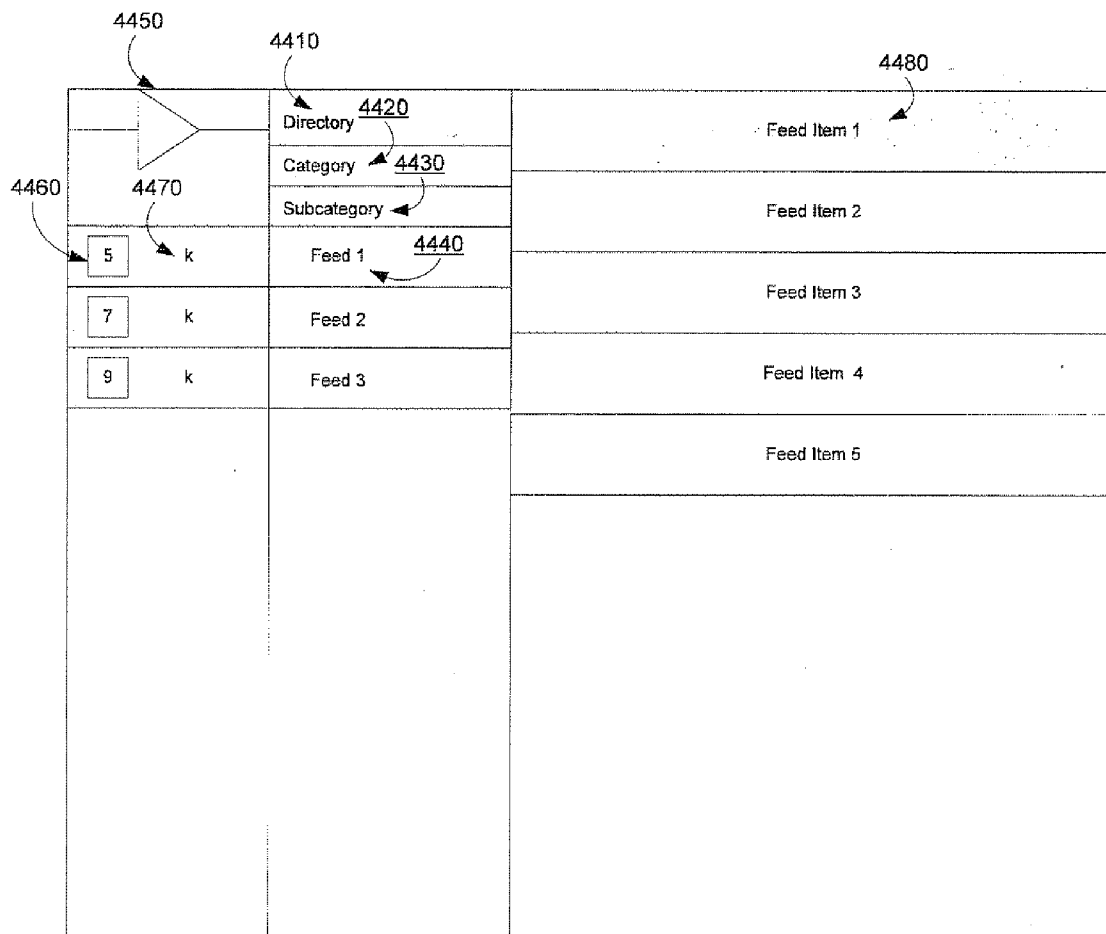 4450
4410
4480
Directory
4420
Feed Item 1
Category
4430
4460
4470
Subcategory
Feed Item 2
5 k Feed 1
4440
7 k Feed 2
Feed Item 3
9 k Feed 3
Feed Item 4
Feed Item 5